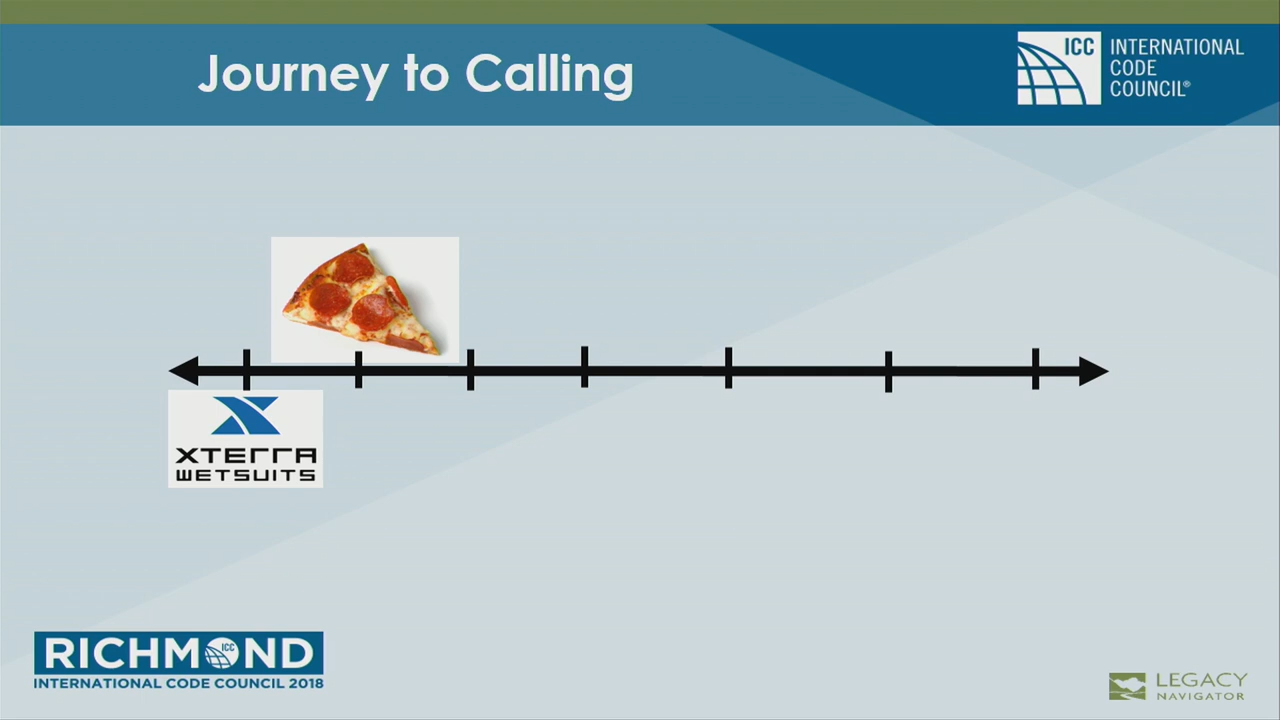 Journey to Calling
ICC
INTERNATIONAL
CODE
COUNCIL®
XTERRA
WETSUITS
RICHMOND
ICC
INTERNATIONAL CODE COUNCIL 2018
LEGACY
NAVIGATOR